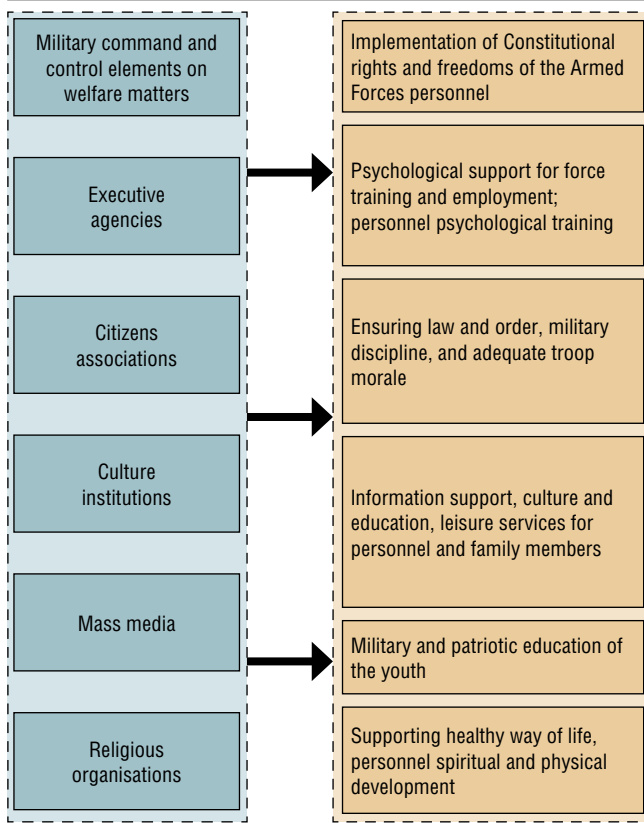 Military command and
control elements on
welfare matters
Executive
agencies
Citizens
associations
Culture
institutions
Mass media
Religious
organisations
Implementation of Constitutional
rights and freedoms of the Armed
Forces personnel
Psychological support for force
training and employment;
personnel psychological training
Ensuring law and order, military
discipline, and adequate troop
morale
Information support, culture and
education, leisure services for
personnel and family members
Military and patriotic education of
the youth
Supporting healthy way of life,
personnel spiritual and physical
development